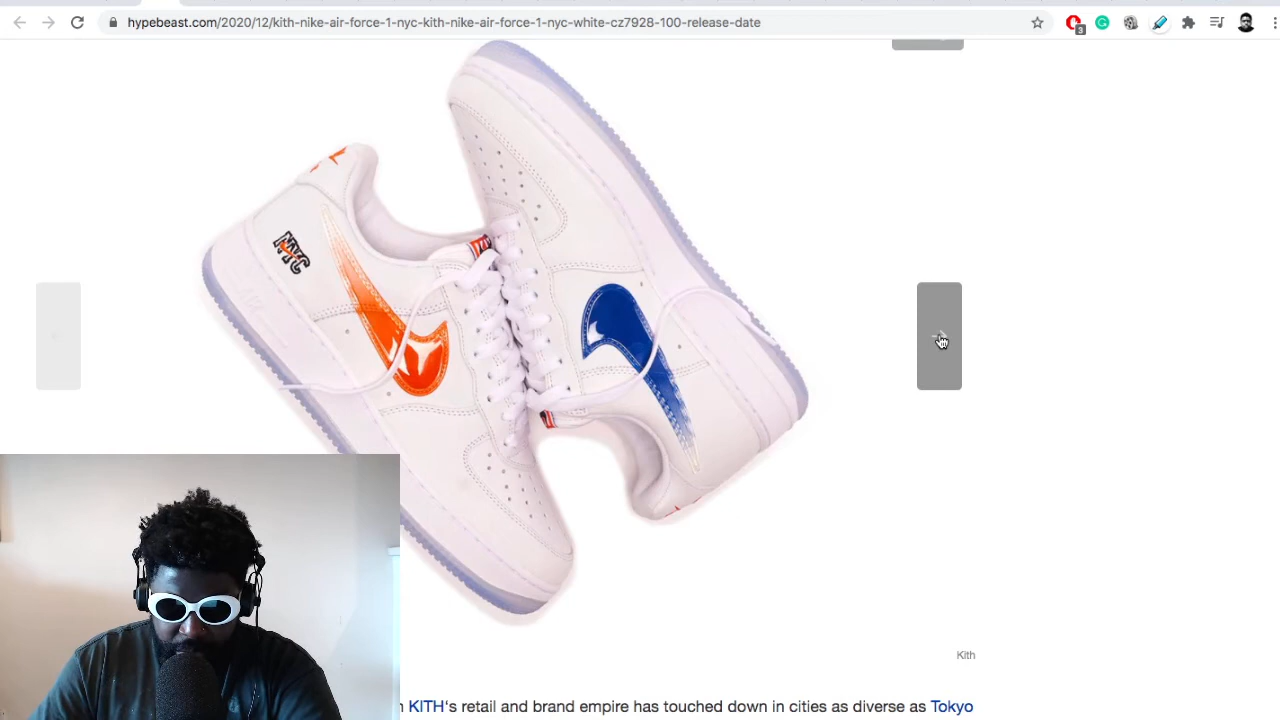 hypebeast.com/2020/12/kith-nike-air-force-1-nyc-kith-nike-air-force-1-nyc-white-cz7928-100-release-date
3
NYC
Kith
KITH's retail and brand empire has touched down in cities as diverse as Tokyo